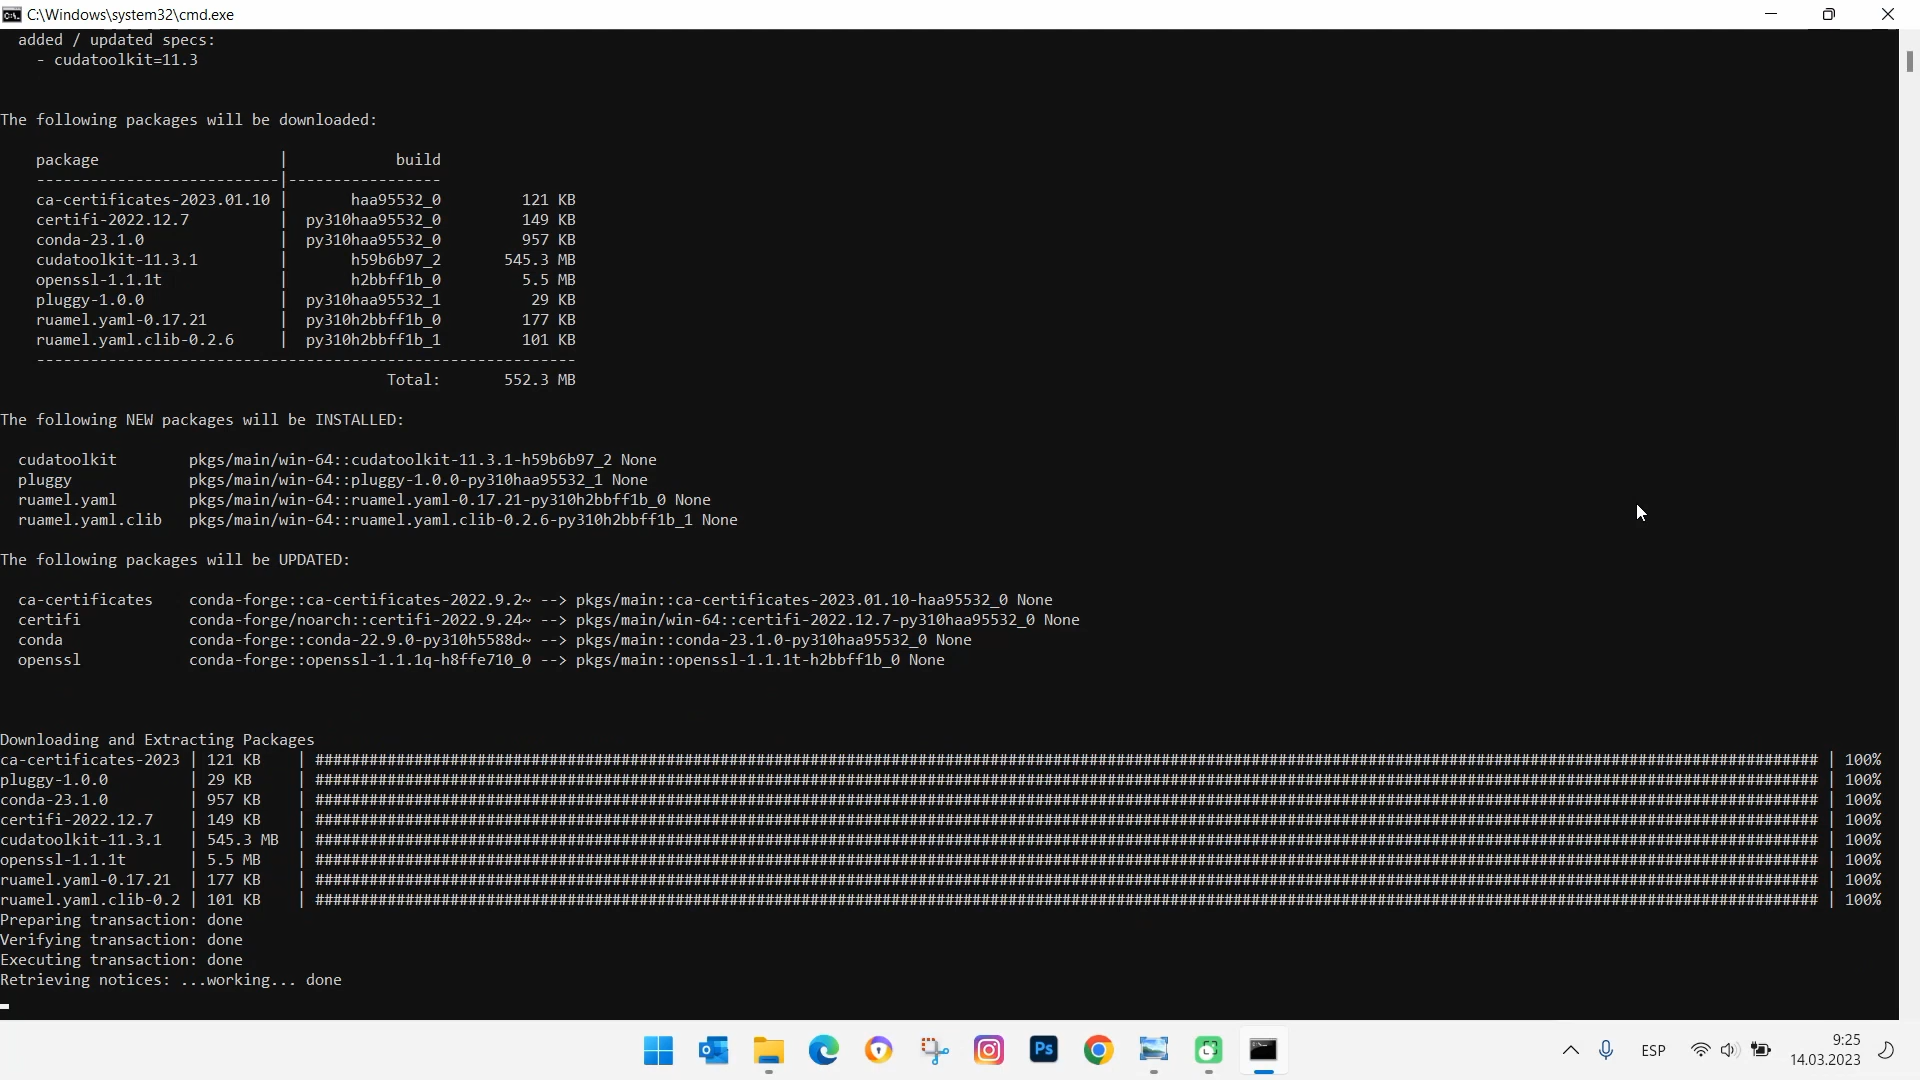 C:\Windows\system32\cmd.exe
added / updated specs:
- cudatoolkit=11.3
The following packages will be downloaded:
package | build
---------------------------|-----------------
ca-certificates-2023.01.10 | haa95532_0 121 KB
certifi-2022.12.7 | py310haa95532_0 149 KB
conda-23.1.0 | py310haa95532_0 957 KB
cudatoolkit-11.3.1 | h59b6b97_2 545.3 MB
openssl-1.1.1t | h2bbff1b_0 5.5 MB
pluggy-1.0.0 | py310haa95532_1 29 KB
ruamel.yaml-0.17.21 | py310h2bbff1b_0 177 KB
ruamel.yaml.clib-0.2.6 | py310h2bbff1b_1 101 KB
------------------------------------------------------------
Total: 552.3 MB
The following NEW packages will be INSTALLED:
cudatoolkit pkgs/main/win-64::cudatoolkit-11.3.1-h59b6b97_2 None
pluggy pkgs/main/win-64::pluggy-1.0.0-py310haa95532_1 None
ruamel.yaml pkgs/main/win-64::ruamel.yaml-0.17.21-py310h2bbff1b_0 None
ruamel.yaml.clib pkgs/main/win-64::ruamel.yaml.clib-0.2.6-py310h2bbff1b_1 None
The following packages will be UPDATED:
ca-certificates conda-forge::ca-certificates-2022.9.2~ --> pkgs/main::ca-certificates-2023.01.10-haa95532_0 None
certifi conda-forge/noarch::certifi-2022.9.24~ --> pkgs/main/win-64::certifi-2022.12.7-py310haa95532_0 None
conda conda-forge::conda-22.9.0-py310h5588d~ --> pkgs/main::conda-23.1.0-py310haa95532_0 None
openssl conda-forge::openssl-1.1.1q-h8ffe710_0 --> pkgs/main::openssl-1.1.1t-h2bbff1b_0 None
Downloading and Extracting Packages
ca-certificates-2023 | 121 KB | ############################## | 100%
pluggy-1.0.0 | 29 KB | ############################## | 100%
conda-23.1.0 | 957 KB | ############################## | 100%
certifi-2022.12.7 | 149 KB | ############################## | 100%
cudatoolkit-11.3.1 | 545.3 MB | ############################## | 100%
openssl-1.1.1t | 5.5 MB | ############################## | 100%
ruamel.yaml-0.17.21 | 177 KB | ############################## | 100%
ruamel.yaml.clib-0.2 | 101 KB | ############################## | 100%
Preparing transaction: done
Verifying transaction: done
Executing transaction: done
Retrieving notices: ...working... done
Ps
ESP
9:25
14.03.2023